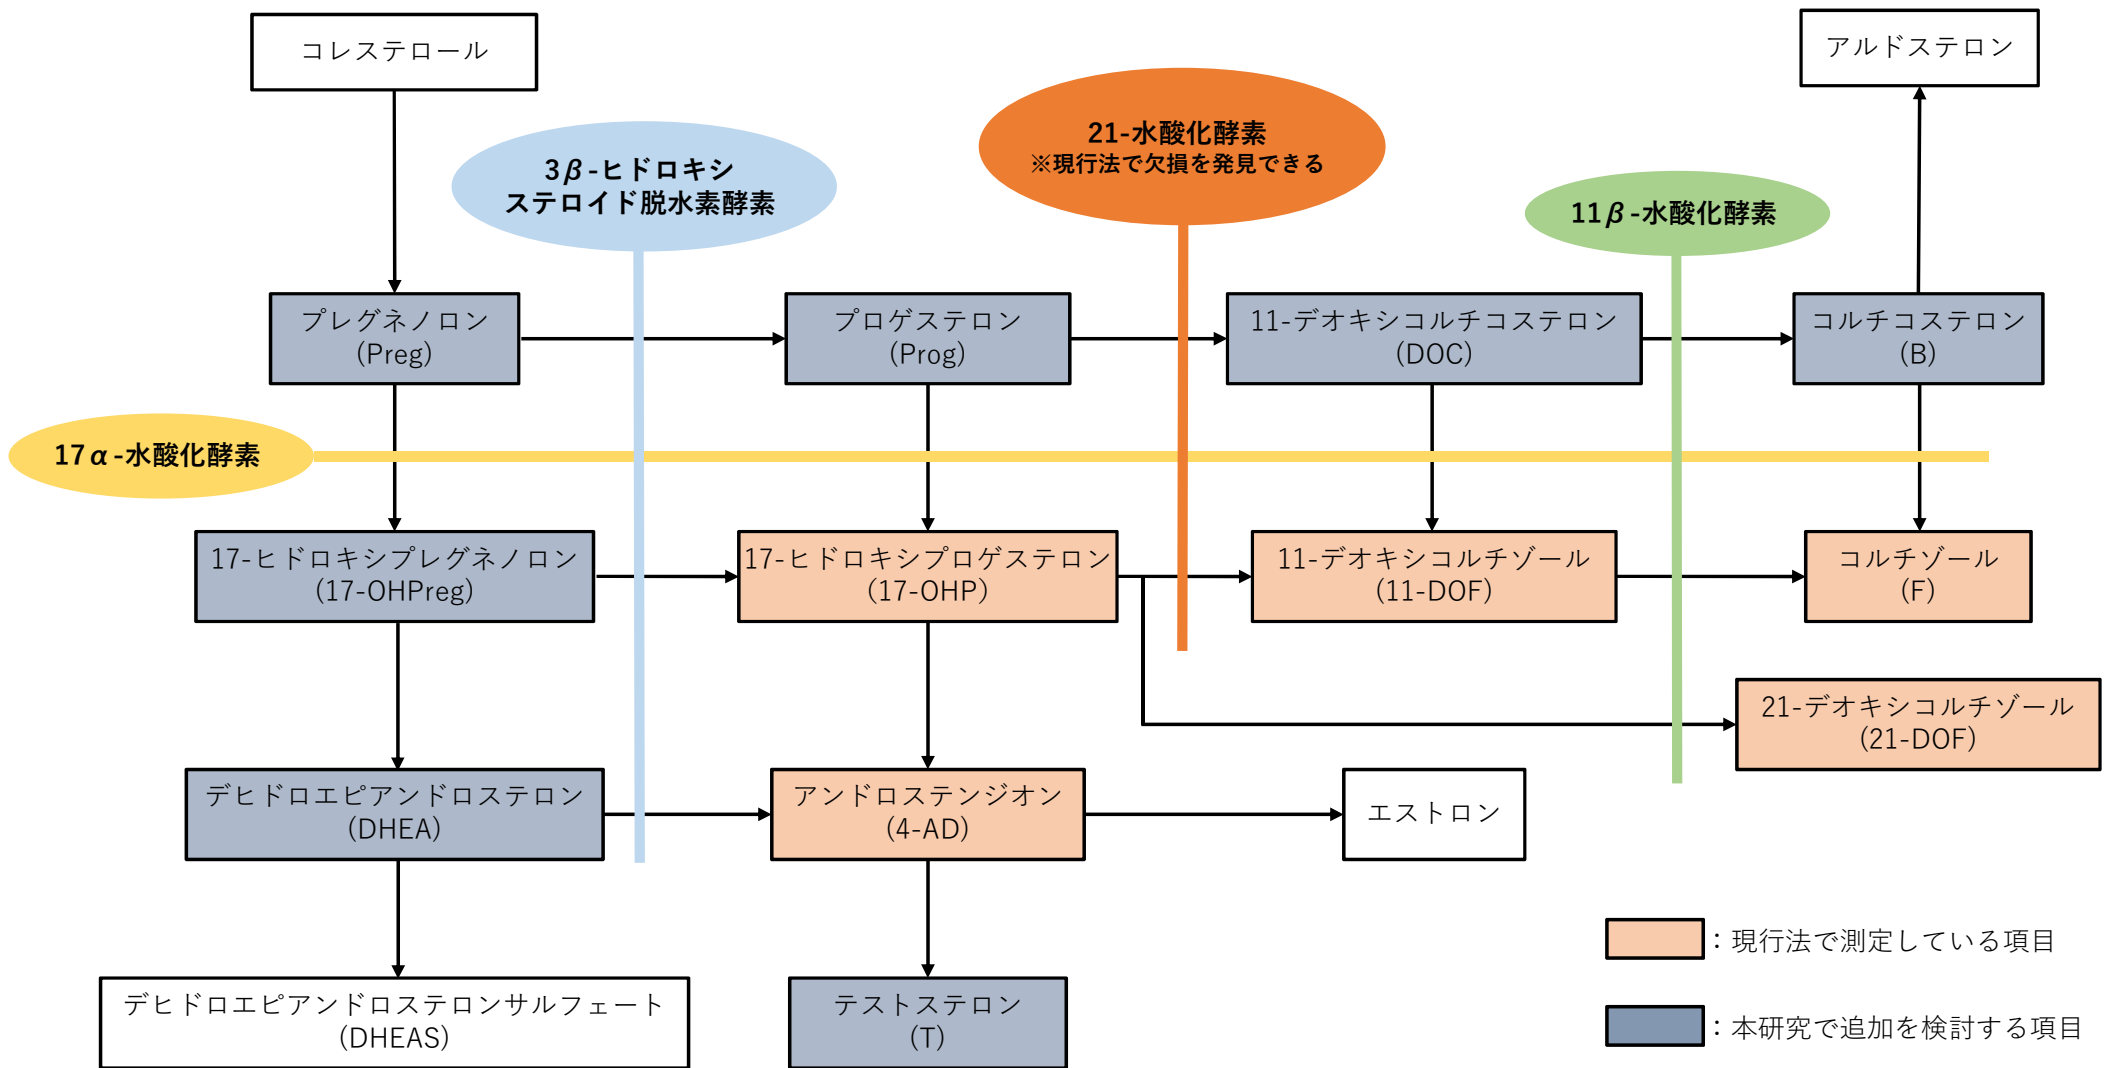 コレステロール
アルドステロン
3β-ヒドロキシ
ステロイド脱水素酵素
21-水酸化酵素
※現行法で欠損を発見できる
11β-水酸化酵素
プレグネノロン
(Preg)
プロゲステロン
(Prog)
11-デオキシコルチコステロン
(DOC)
コルチコステロン
(B)
17α-水酸化酵素
17-ヒドロキシプレグネノロン
(17-OHPreg)
17-ヒドロキシプロゲステロン
(17-OHP)
11-デオキシコルチゾール
(11-DOF)
コルチゾール
(F)
21-デオキシコルチゾール
(21-DOF)
デヒドロエピアンドロステロン
(DHEA)
アンドロステンジオン
(4-AD)
エストロン
デヒドロエピアンドロステロンサルフェート
(DHEAS)
テストステロン
(T)
：現行法で測定している項目
：本研究で追加を検討する項目